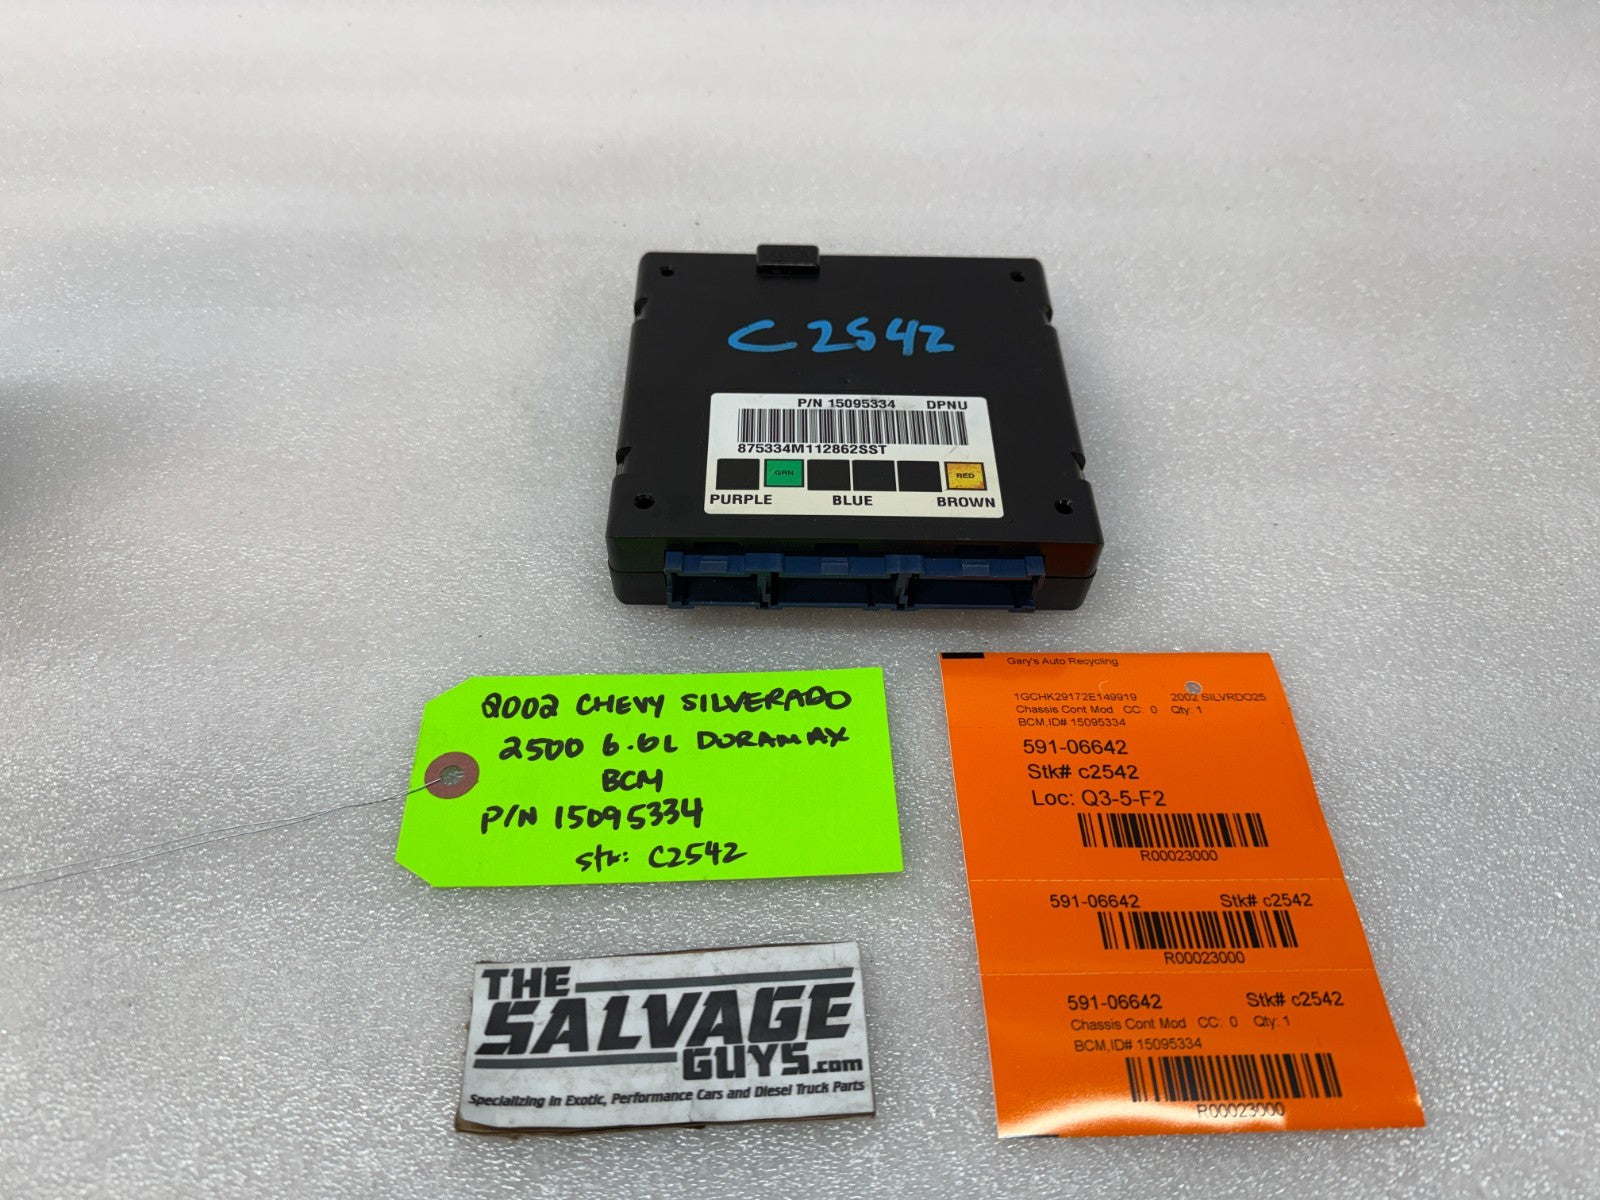 C2542
P/N 15095334 DPNU
875334M112862SST
GRN RED
PURPLE BLUE BROWN
2002 CHEVY SILVERADO
2500 6.6L DURAMAX
BCM
P/N 15095334
stk: C2542
THE
SALVAGE
GUYS.com
Specializing in Exotic, Performance Cars and Diesel Truck Parts
Gary's Auto Recycling
1GCHK29172E149919 2002 SILVRDO25
Chassis Cont Mod CC: 0 Qty: 1
BCM,ID# 15095334
591-06642
Stk# c2542
Loc: Q3-5-F2
R00023000
591-06642 Stk# c2542
R00023000
591-06642 Stk# c2542
Chassis Cont Mod CC: 0 Qty: 1
BCM,ID# 15095334
R00023000